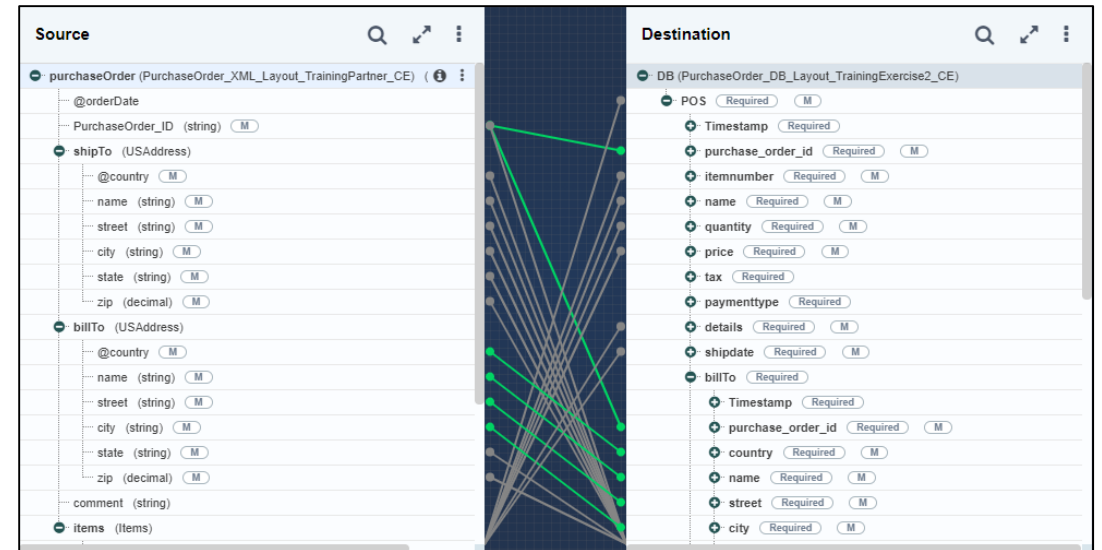 Source
purchaseOrder (PurchaseOrder_XML_Layout_TrainingPartner_CE) (
@orderDate
PurchaseOrder_ID (string) M
shipTo (USAddress)
@country M
name (string) M
street (string) M
city (string) M
state (string) M
zip (decimal) M
billTo (USAddress)
@country M
name (string) M
street (string) M
city (string) M
state (string) M
zip (decimal) M
comment (string)
items (Items)
Destination
DB (PurchaseOrder_DB_Layout_TrainingExercise2_CE)
POS Required M
Timestamp Required
purchase_order_id Required M
itemnumber Required M
name Required M
quantity Required M
price Required M
tax Required
paymenttype Required
details Required M
shipdate Required M
billTo Required
Timestamp Required
purchase_order_id Required M
country Required M
name Required M
street Required M
city Required M